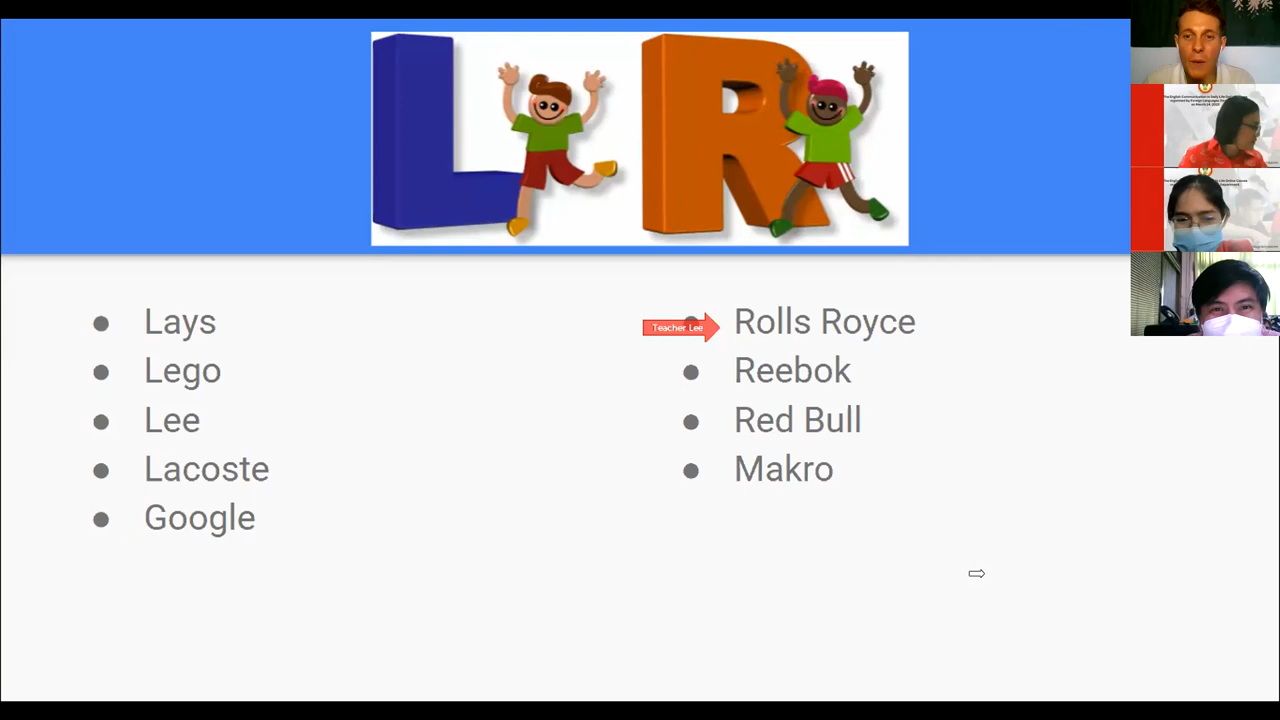 L R
Lays
Lego
Lee
Lacoste
Google
Teacher Lee
Rolls Royce
Reebok
Red Bull
Makro